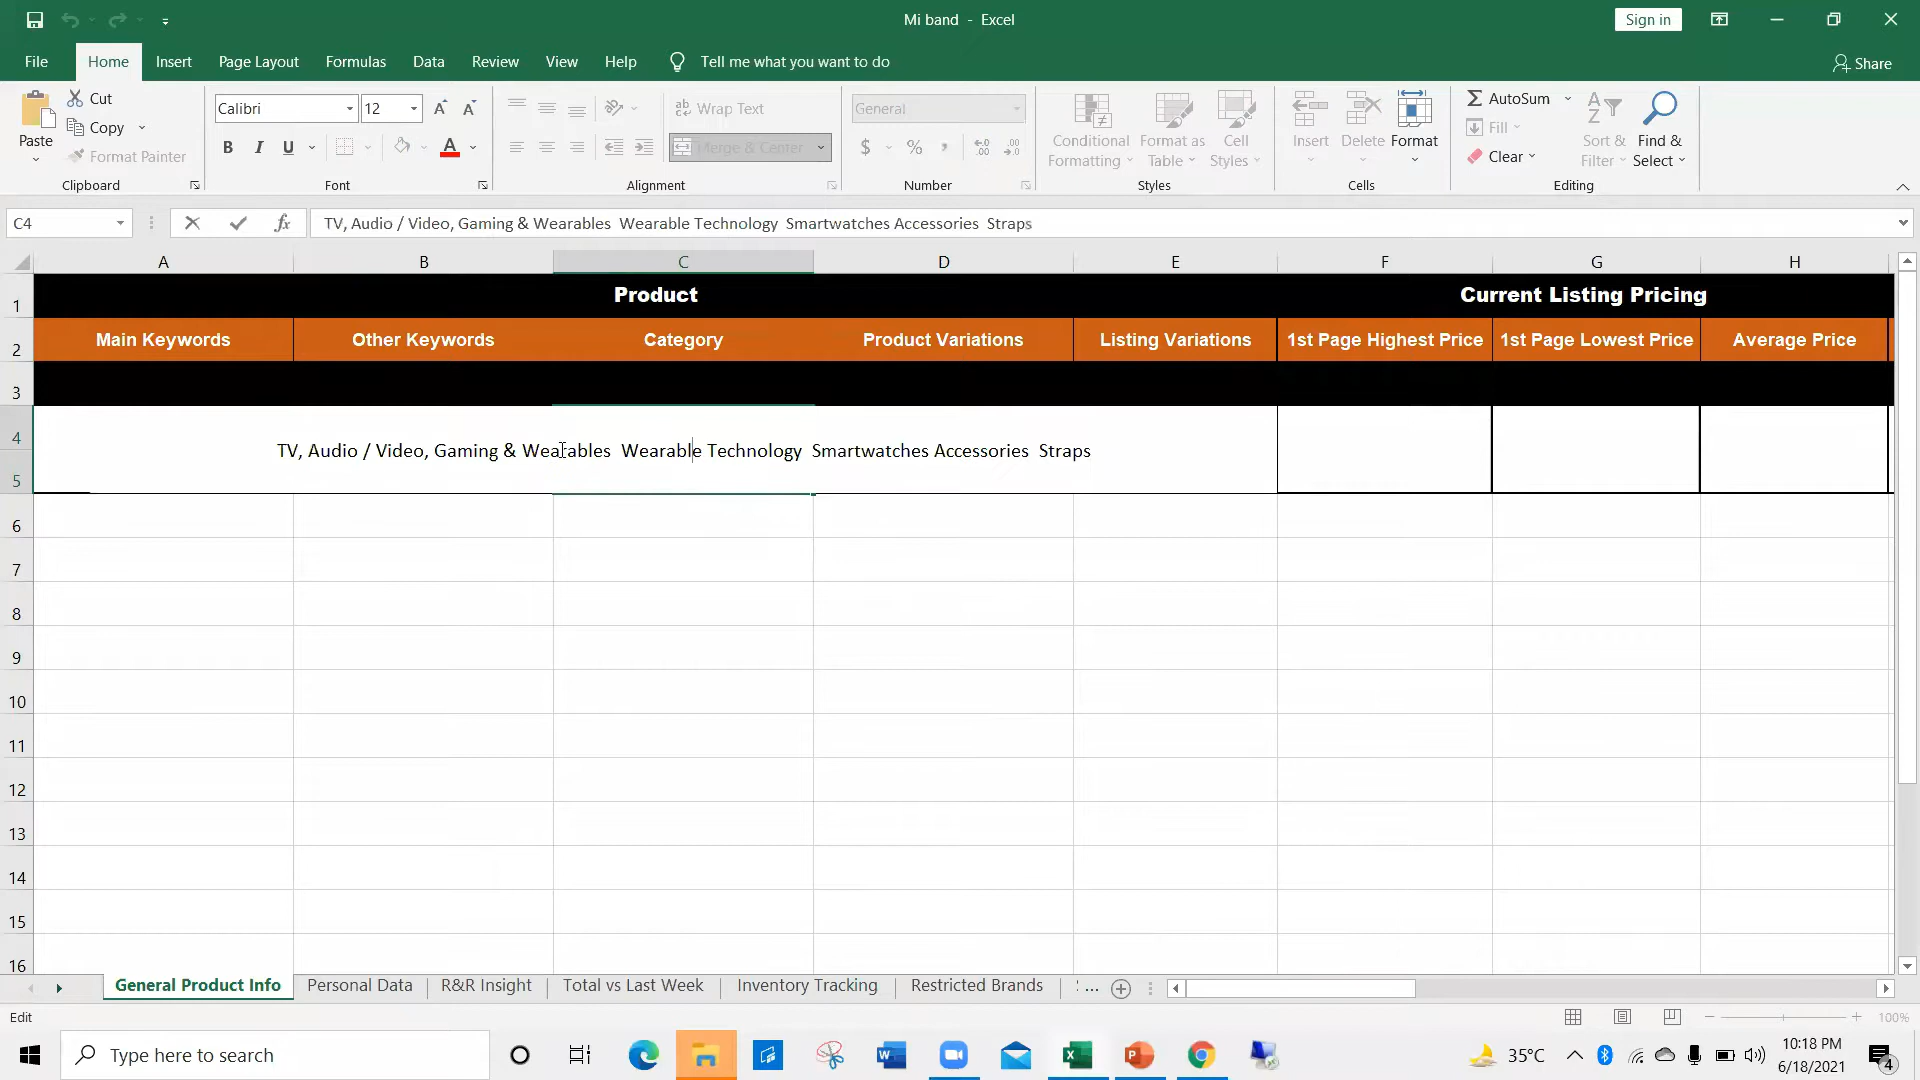 Mi band - Excel
Sign in
File Home Insert Page Layout Formulas Data Review View Help Tell me what you want to do Share
Paste
Cut
Copy
Format Painter
Clipboard
Calibri 12
B I U
Font
Wrap Text
Merge & Center
Alignment
General
$ % ,
Number
Conditional Formatting
Format as Table
Cell Styles
Styles
Insert Delete Format
Cells
AutoSum
Fill
Clear
Sort & Filter
Find & Select
Editing
C4 fx TV, Audio / Video, Gaming & Wearables Wearable Technology Smartwatches Accessories Straps
A B C D E F G H
1 Product Current Listing Pricing
2 Main Keywords Other Keywords Category Product Variations Listing Variations 1st Page Highest Price 1st Page Lowest Price Average Price
3
4
TV, Audio / Video, Gaming & Wearables Wearable Technology Smartwatches Accessories Straps
5
6
7
8
9
10
11
12
13
14
15
16
General Product Info Personal Data R&R Insight Total vs Last Week Inventory Tracking Restricted Brands ...
Edit 100%
Type here to search
35°C
10:18 PM
6/18/2021
4